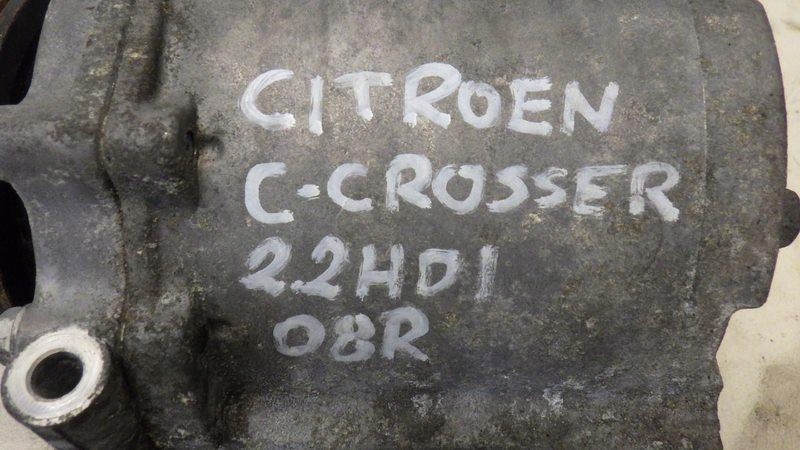 CITROEN
C-CROSSER
2.2HDI
08R